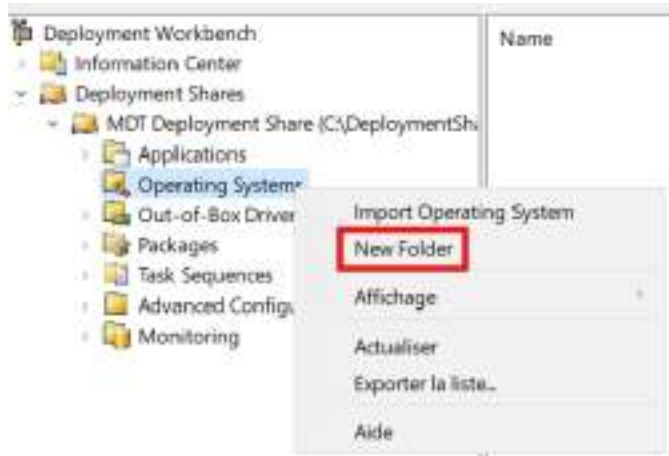 Deployment Workbench
Name
Information Center
Deployment Shares
MDT Deployment Share (C:\DeploymentSha
Applications
Operating Systems
Out-of-Box Driver
Packages
Task Sequences
Advanced Configu
Monitoring
Import Operating System
New Folder
Affichage
Actualiser
Exporter la liste...
Aide